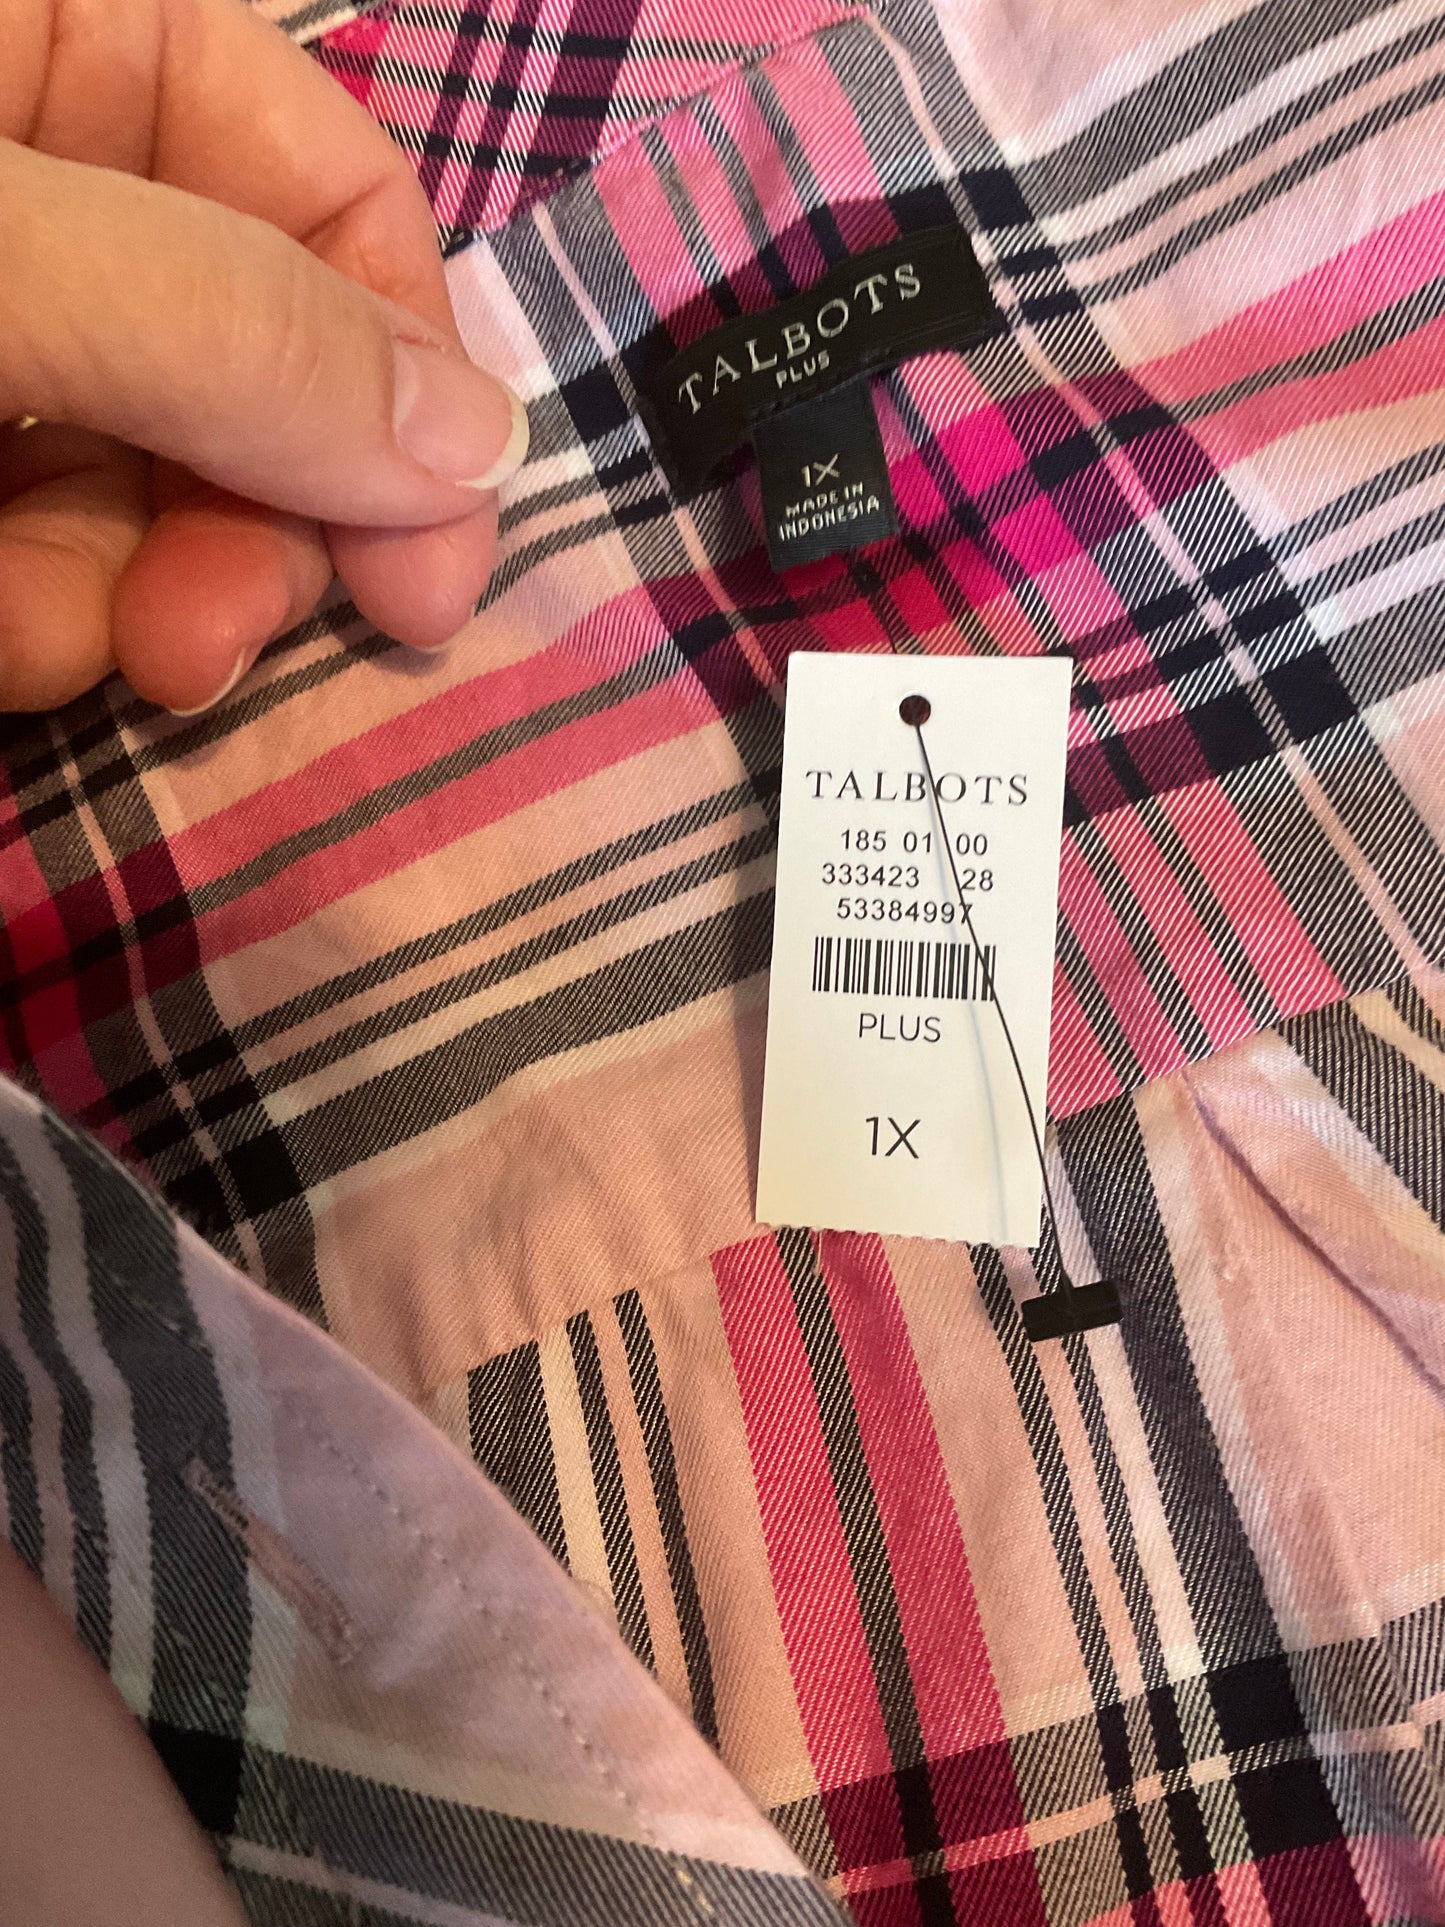 TALBOTS
PLUS
1X
MADE IN
INDONESIA
TALBOTS
185 01 00
333423 28
53384997
PLUS
1X